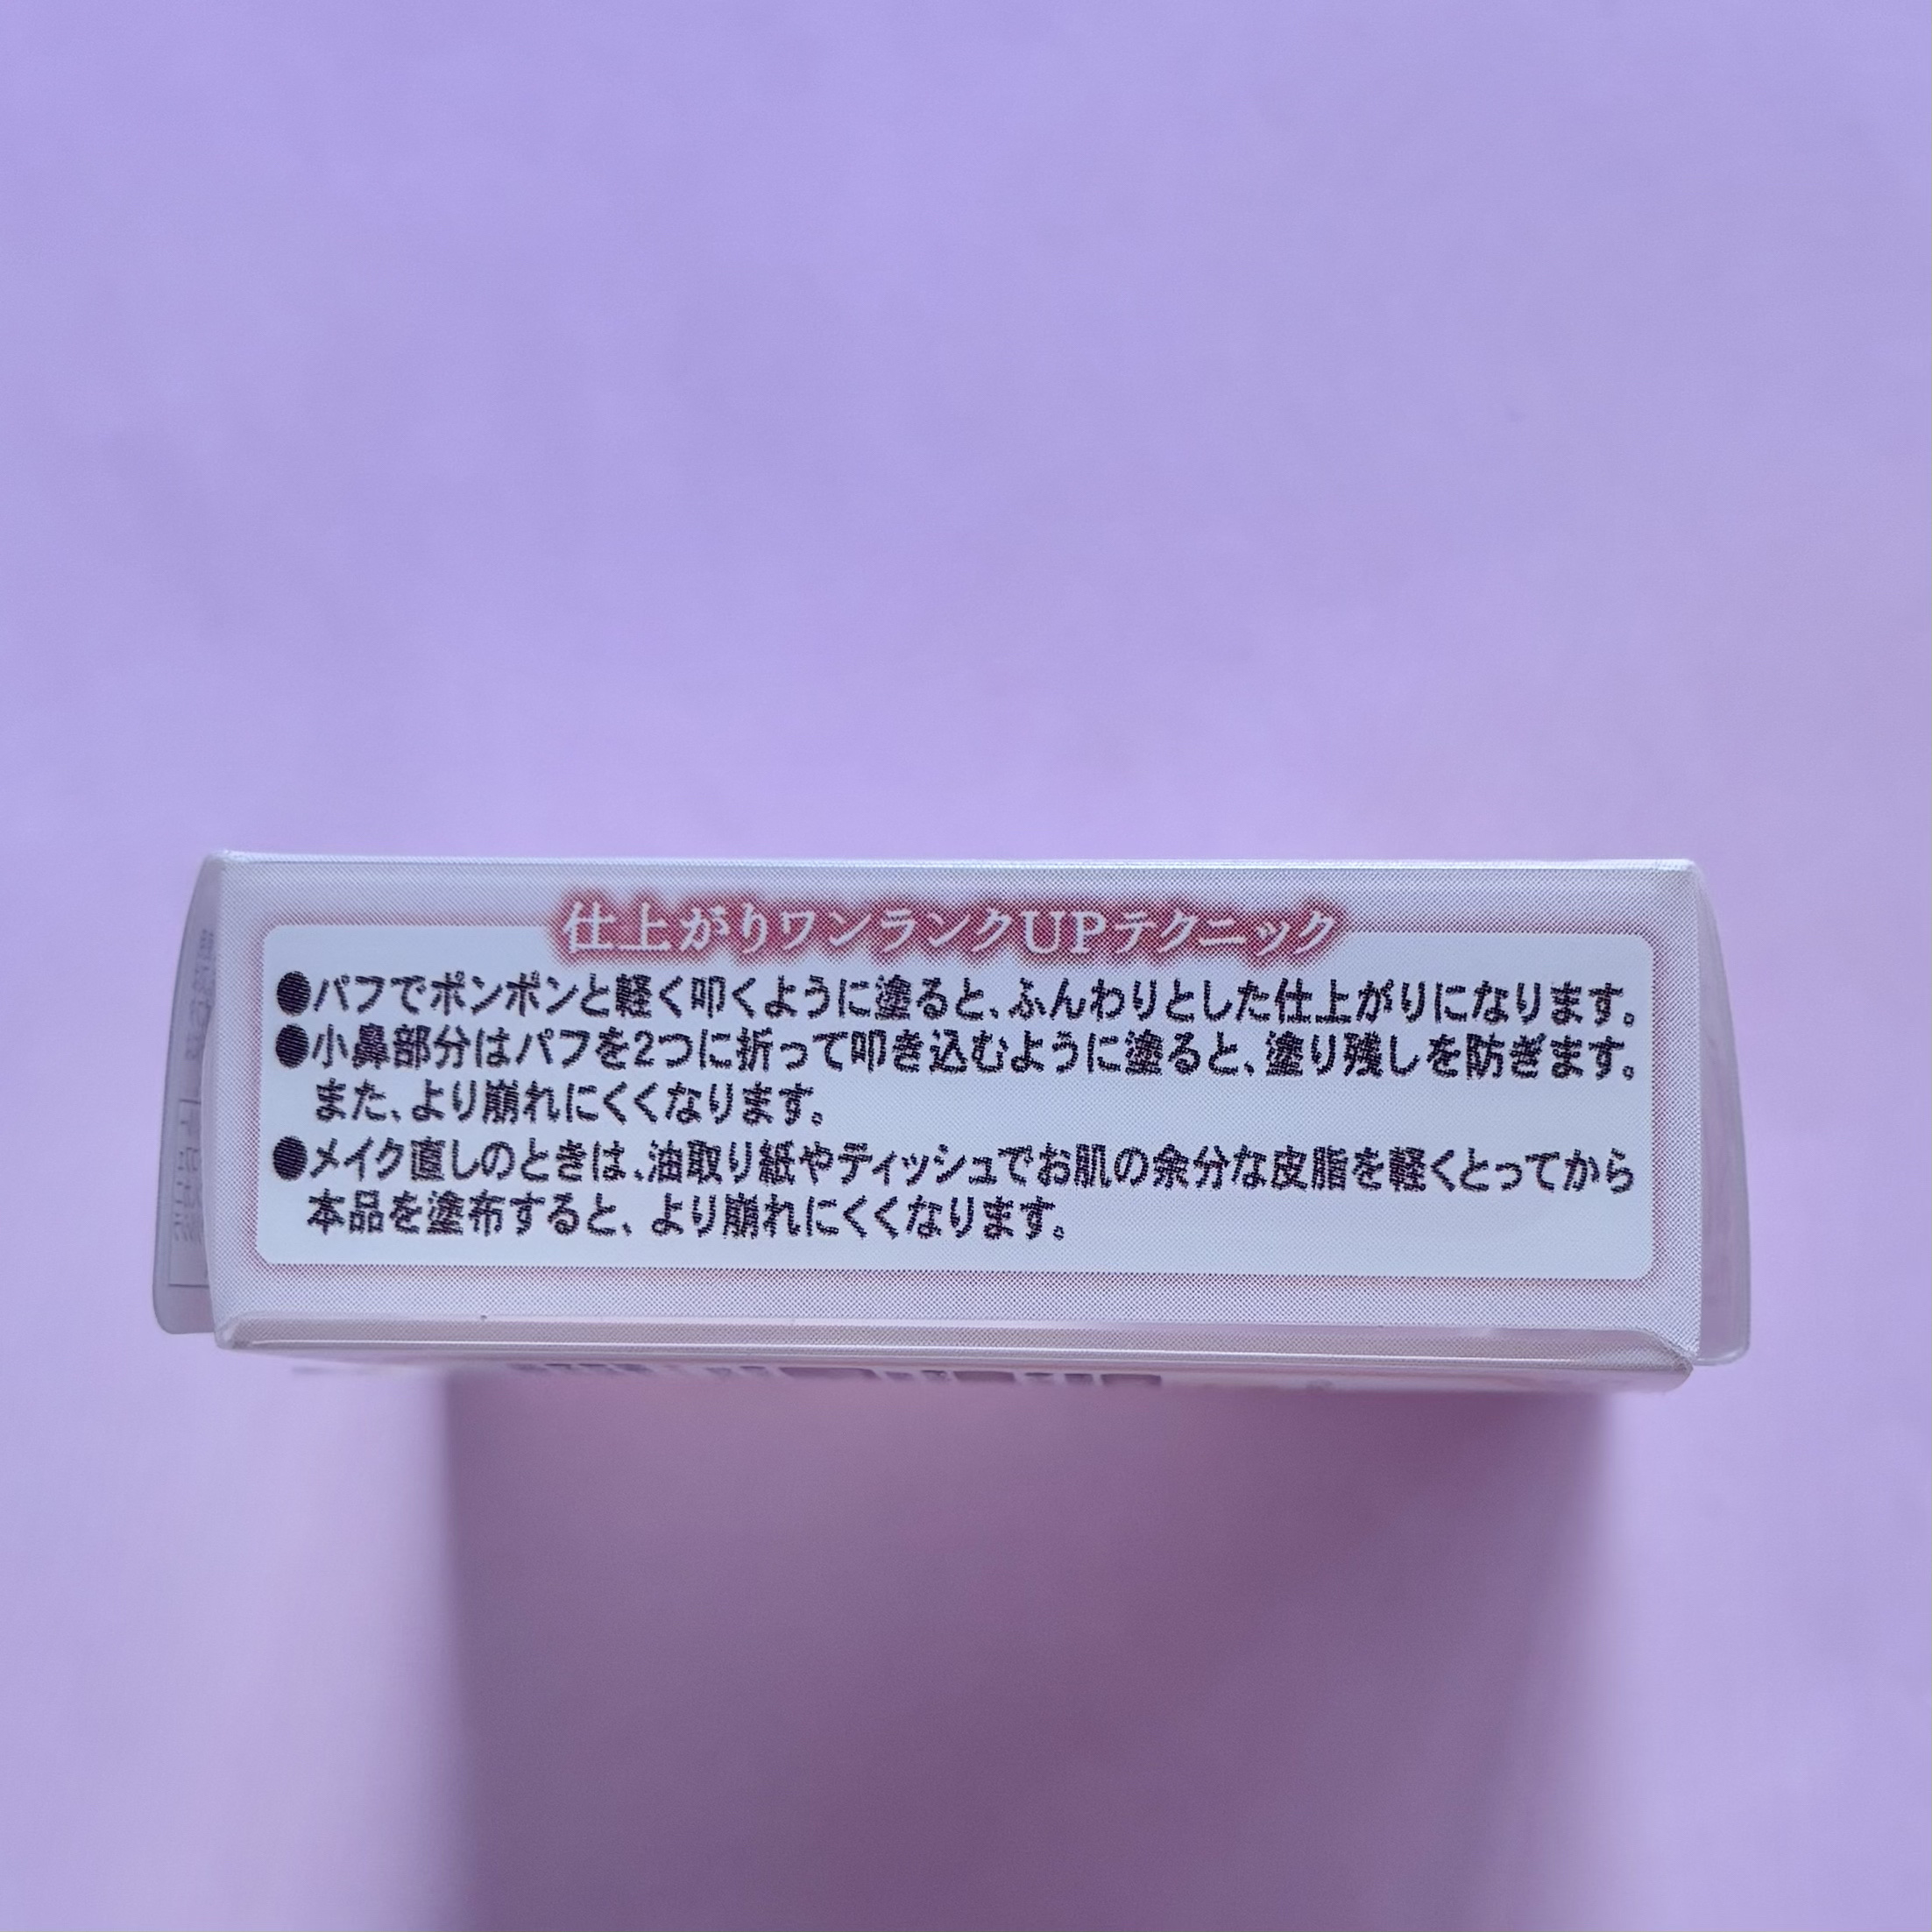 仕上がりワンランクUPテクニック
●パフでポンポンと軽く叩くように塗ると、ふんわりとした仕上がりになります。
●小鼻部分はパフを2つに折って叩き込むように塗ると、塗り残しを防ぎます。
また、より崩れにくくなります。
●メイク直しのときは、油取り紙やティッシュでお肌の余分な皮脂を軽くとってから
本品を塗布すると、より崩れにくくなります。